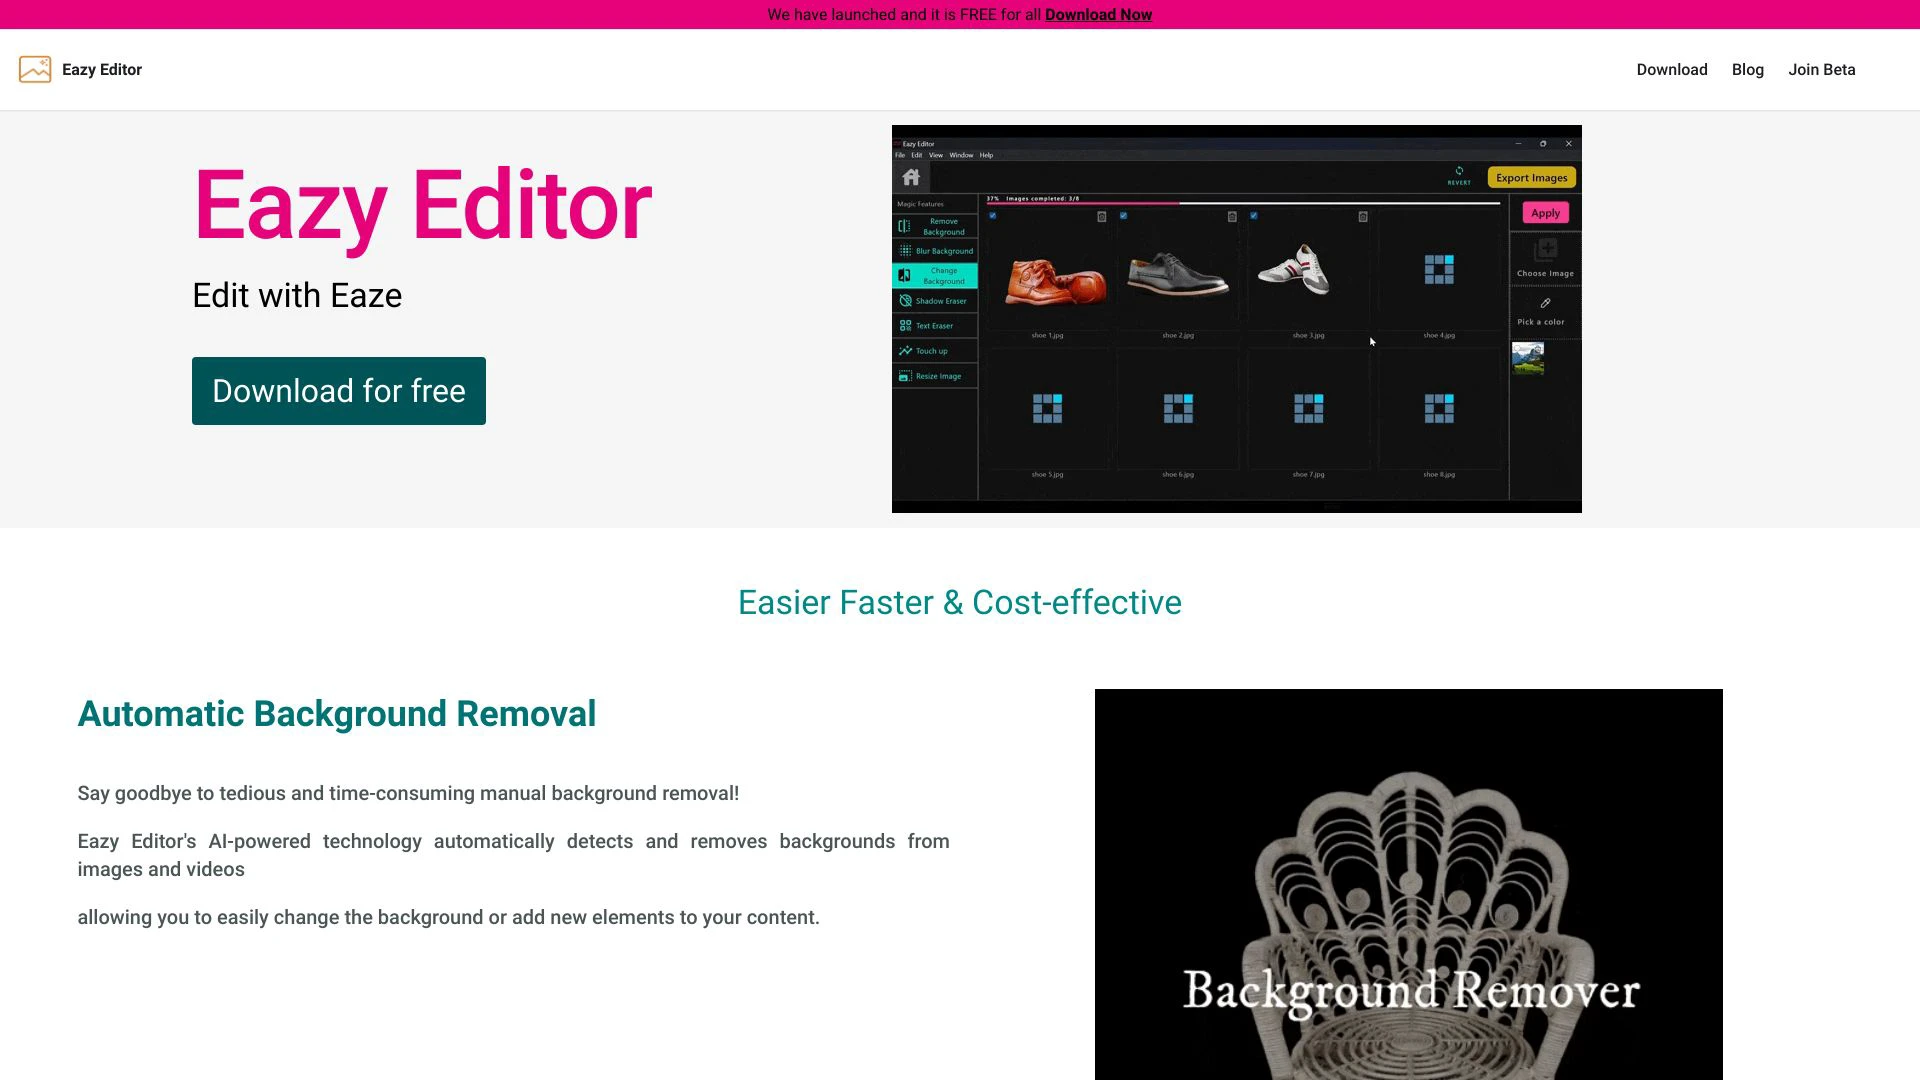 We have launched and it is FREE for all Download Now
Eazy Editor
Download Blog Join Beta
Eazy Editor
Edit with Eaze
Download for free
Eazy Editor
File Edit View Window Help
REVERT
Export Images
Magic Features
37% Images completed: 3/8
Apply
Remove
Background
Blur Background
Change
Background
Shadow Eraser
Text Eraser
Touch up
Resize Image
Choose Image
Pick a color
shoe 1.jpg shoe 2.jpg shoe 3.jpg shoe 4.jpg
shoe 5.jpg shoe 6.jpg shoe 7.jpg shoe 8.jpg
Easier Faster & Cost-effective
Automatic Background Removal
Say goodbye to tedious and time-consuming manual background removal!
Eazy Editor's AI-powered technology automatically detects and removes backgrounds from
images and videos
allowing you to easily change the background or add new elements to your content.
Background Remover